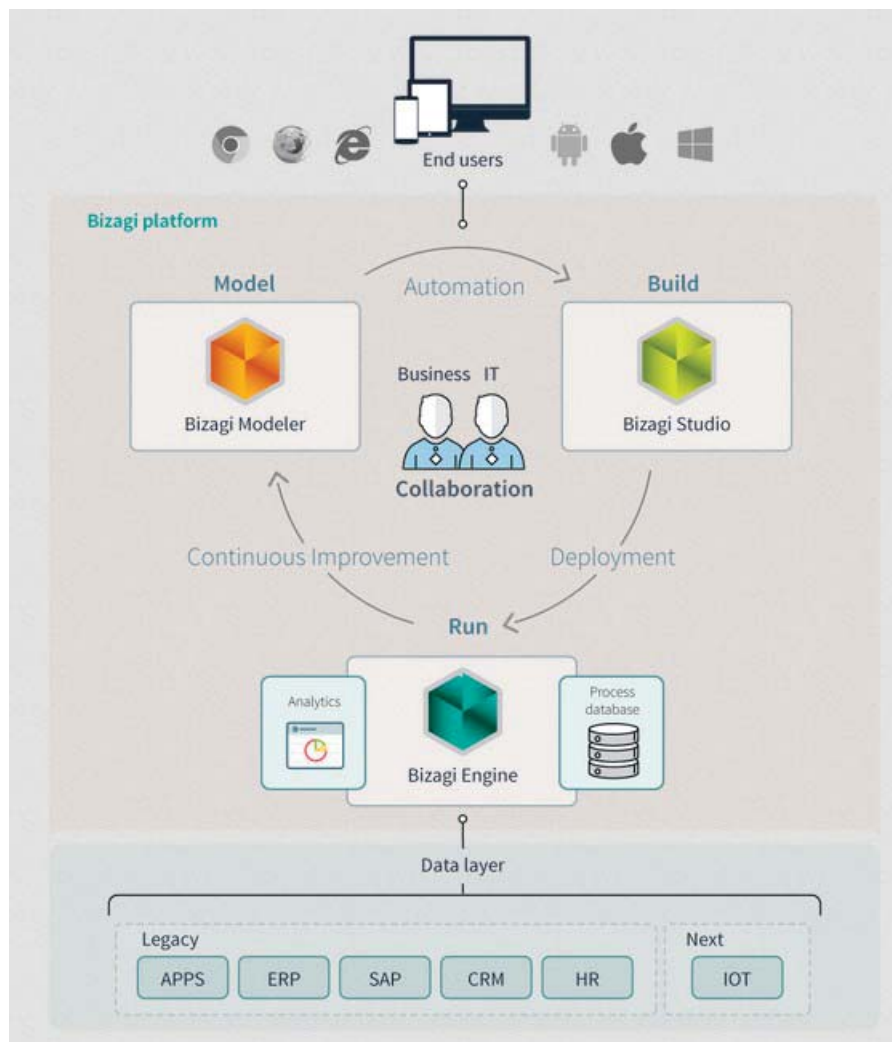 End users
Bizagi platform
Model
Automation
Build
Business IT
Bizagi Modeler
Bizagi Studio
Collaboration
Continuous Improvement
Deployment
Run
Analytics
Process
database
Bizagi Engine
Data layer
Legacy
Next
APPS
ERP
SAP
CRM
HR
IOT